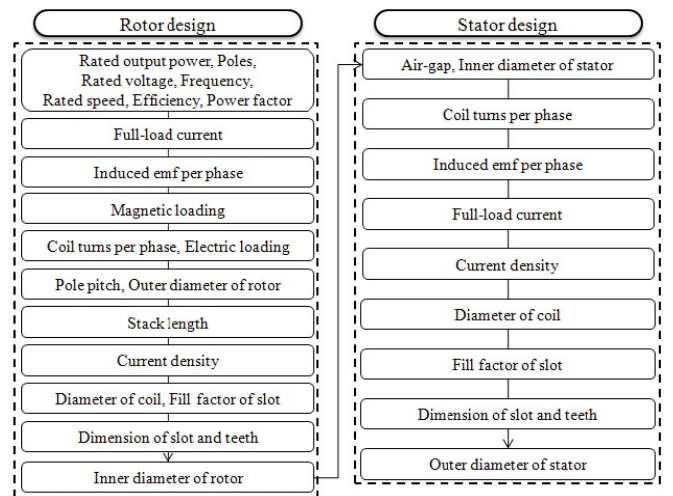 Rotor design
Rated output power, Poles,
Rated voltage, Frequency,
Rated speed, Efficiency, Power factor
Full-load current
Induced emf per phase
Magnetic loading
Coil turns per phase, Electric loading
Pole pitch, Outer diameter of rotor
Stack length
Current density
Diameter of coil, Fill factor of slot
Dimension of slot and teeth
Inner diameter of rotor
Stator design
Air-gap, Inner diameter of stator
Coil turns per phase
Induced emf per phase
Full-load current
Current density
Diameter of coil
Fill factor of slot
Dimension of slot and teeth
Outer diameter of stator